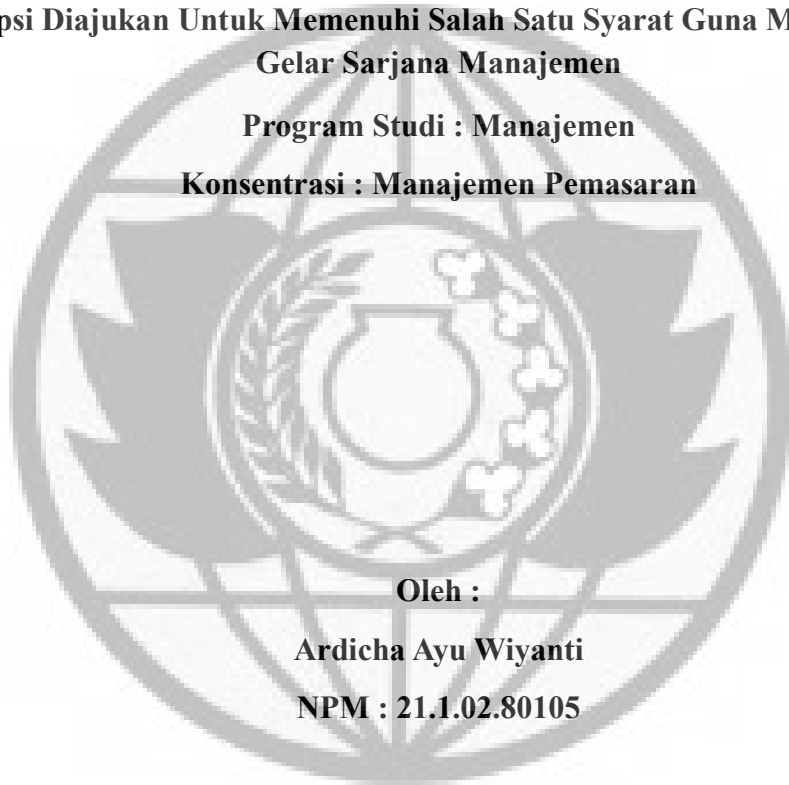 Diajukan Untuk Memenuhi Salah Satu Syarat Guna
Gelar Sarjana Manajemen
Program Studi : Manajemen
Konsentrasi : Manajemen Pemasaran
Oleh :
Ardicha Ayu Wiyanti
NPM : 21.1.02.80105